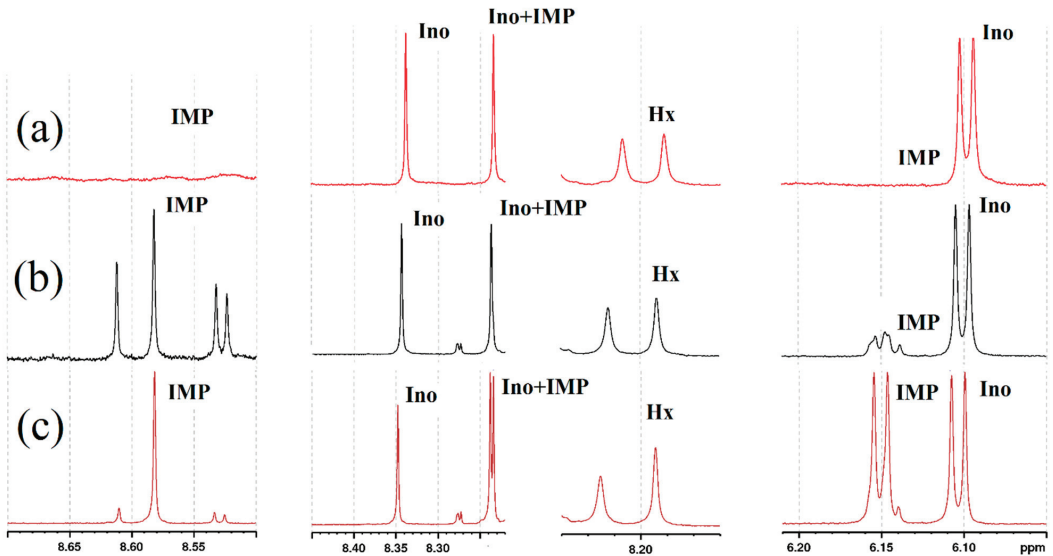 Ino Ino+IMP Ino
(a) IMP Hx IMP
IMP Ino Ino+IMP Hx Ino
(b) IMP
IMP Ino Ino+IMP Hx IMP Ino
(c)
8.65 8.60 8.55 8.40 8.35 8.30 8.20 6.20 6.15 6.10 ppm